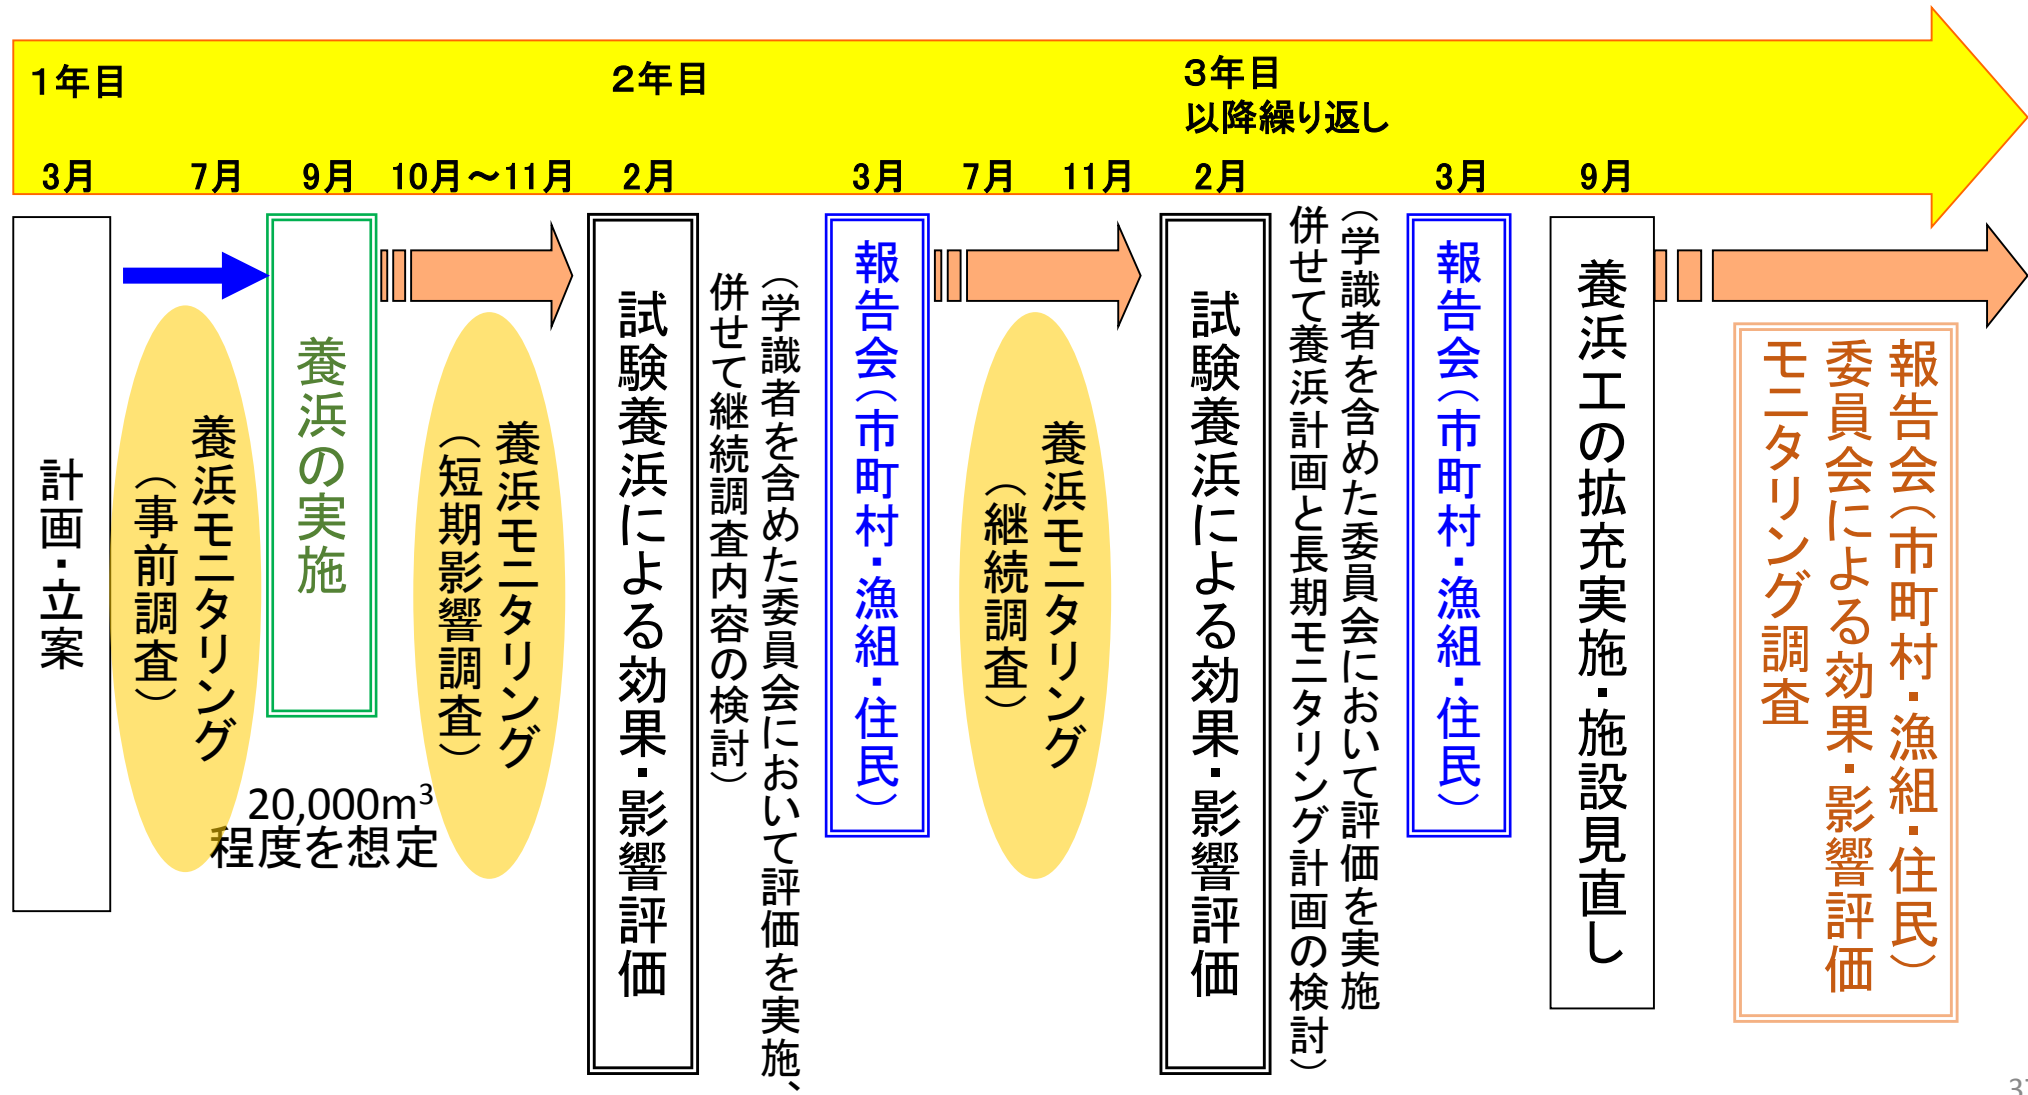 1年目
2年目
3年目
以降繰り返し
3月
7月
9月
10月～11月
2月
3月
7月
11月
2月
3月
9月
計画・立案
養浜モニタリング
（事前調査）
養浜の実施
20,000m³
程度を想定
養浜モニタリング
（短期影響調査）
試験養浜による効果・影響評価
（学識者を含めた委員会において評価を実施、
併せて継続調査内容の検討）
報告会（市町村・漁組・住民）
養浜モニタリング
（継続調査）
試験養浜による効果・影響評価
（学識者を含めた委員会において評価を実施
併せて養浜計画と長期モニタリング計画の検討）
報告会（市町村・漁組・住民）
養浜工の拡充実施・施設見直し
報告会（市町村・漁組・住民）
委員会による効果・影響評価
モニタリング調査